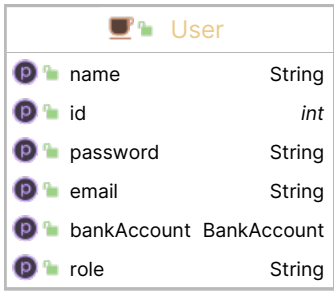 User
p name String
p id int
p password String
p email String
p bankAccount BankAccount
p role String